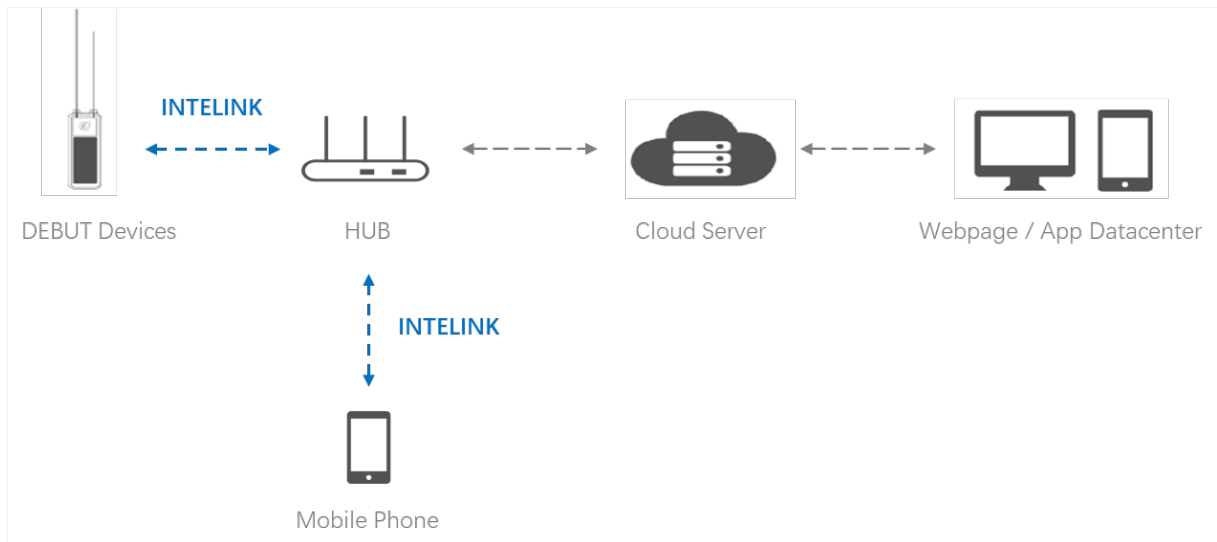 INTELINK
DEBUT Devices
HUB
Cloud Server
Webpage / App Datacenter
INTELINK
Mobile Phone